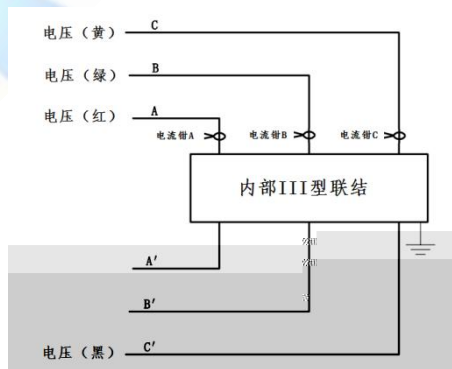 电压（黄） C
电压（绿） B
电压（红） A
电流钳A 电流钳B 电流钳C
内部III型联结
A′
B′
电压（黑） C′